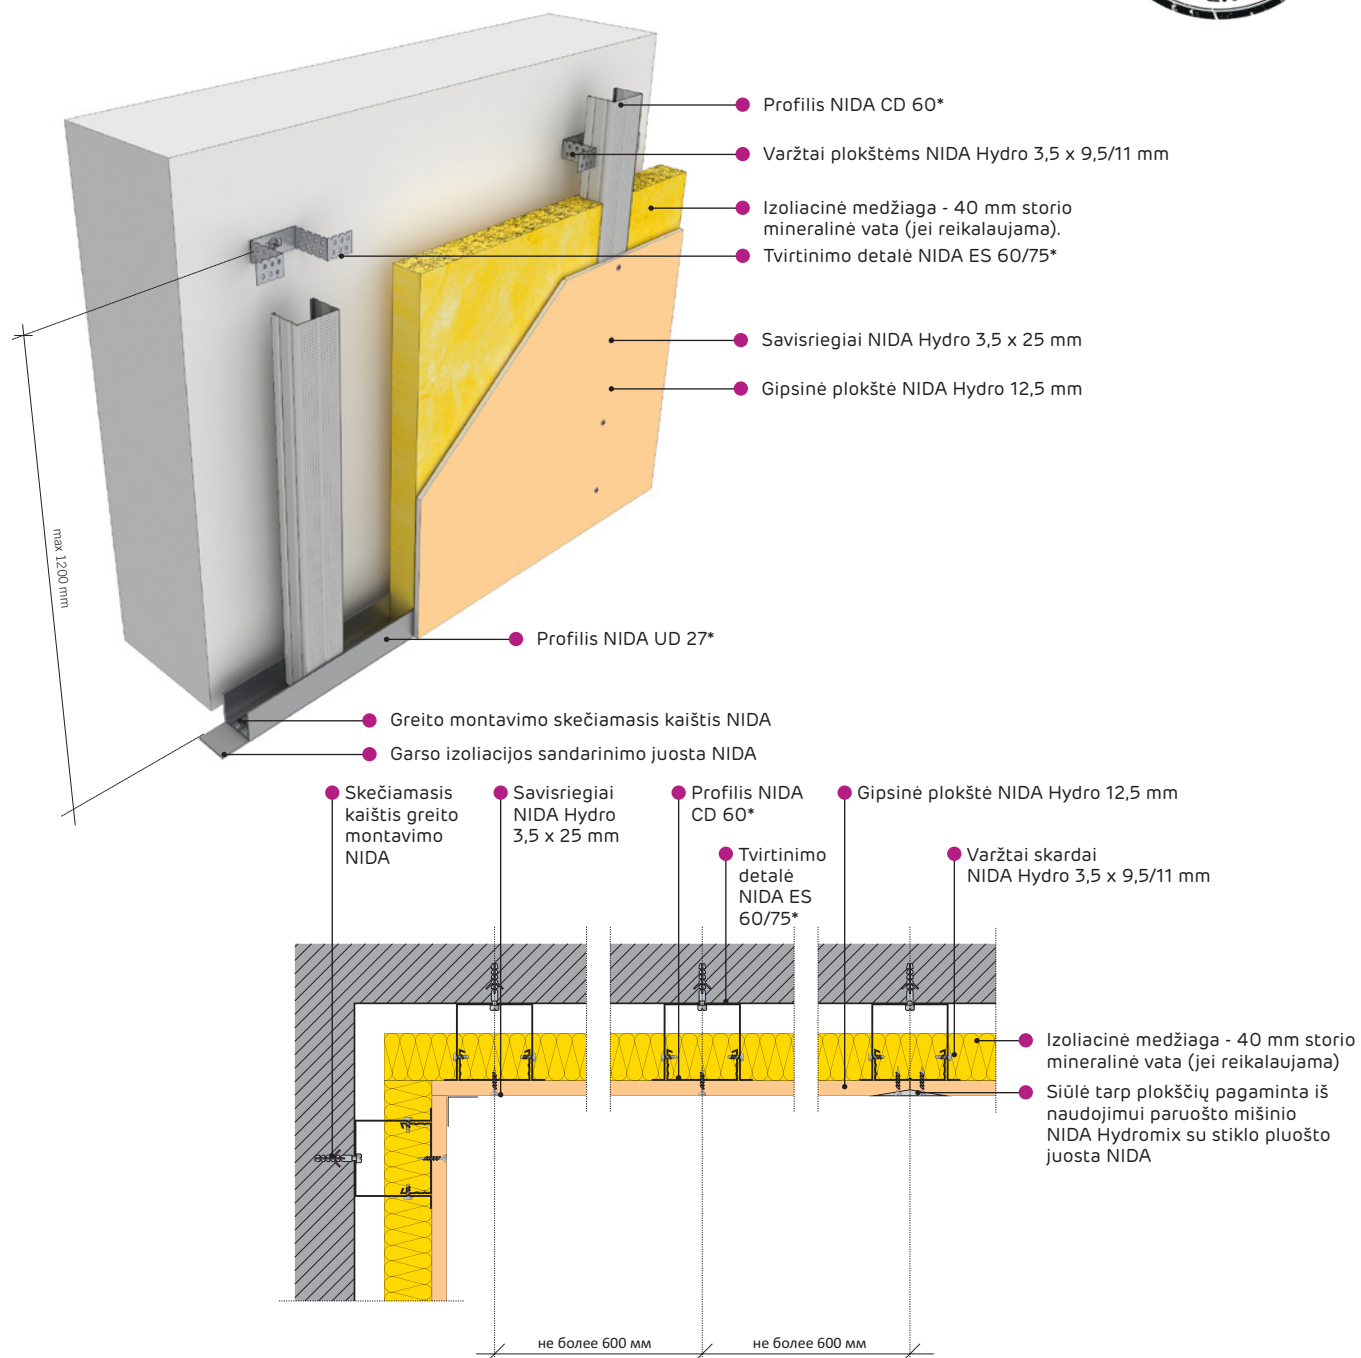 Profilis NIDA CD 60*
Varžtai plokštėms NIDA Hydro 3,5 x 9,5/11 mm
Izoliacinė medžiaga - 40 mm storio
mineralinė vata (jei reikalaujama).
Tvirtinimo detalė NIDA ES 60/75*
Savisriegiai NIDA Hydro 3,5 x 25 mm
Gipsinė plokštė NIDA Hydro 12,5 mm
max 1200 mm
Profilis NIDA UD 27*
Greito montavimo skečiamasis kaištis NIDA
Garso izoliacijos sandarinimo juosta NIDA
Skečiamasis
kaištis greito
montavimo
NIDA
Savisriegiai
NIDA Hydro
3,5 x 25 mm
Profilis NIDA
CD 60*
Gipsinė plokštė NIDA Hydro 12,5 mm
Tvirtinimo
detalė
NIDA ES
60/75*
Varžtai skardai
NIDA Hydro 3,5 x 9,5/11 mm
Izoliacinė medžiaga - 40 mm storio
mineralinė vata (jei reikalaujama)
Siūlė tarp plokščių pagaminta iš
naudojimui paruošto mišinio
NIDA Hydromix su stiklo pluošto
juosta NIDA
не более 600 мм
не более 600 мм